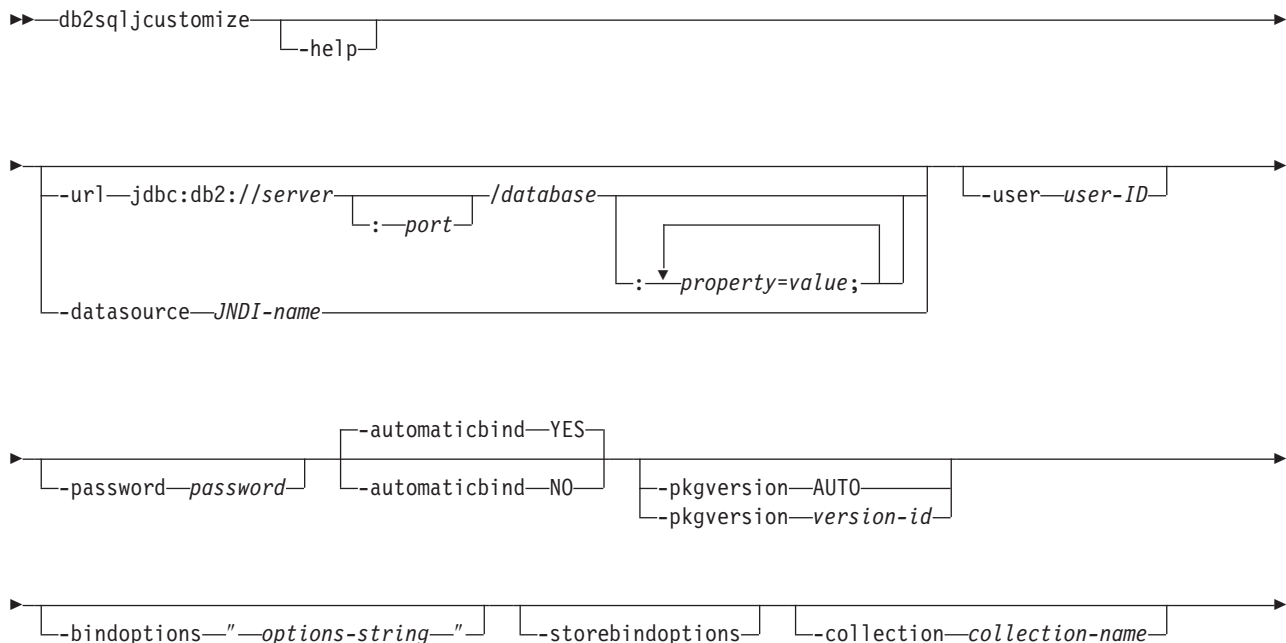 db2sqljcustomize
-help
-url jdbc:db2://server /database -user user-ID
: port
: property=value;
-datasource JNDI-name
-automaticbind YES
-password password -automaticbind NO -pkgversion AUTO
-pkgversion version-id
-bindoptions " options-string " -storebindoptions -collection collection-name